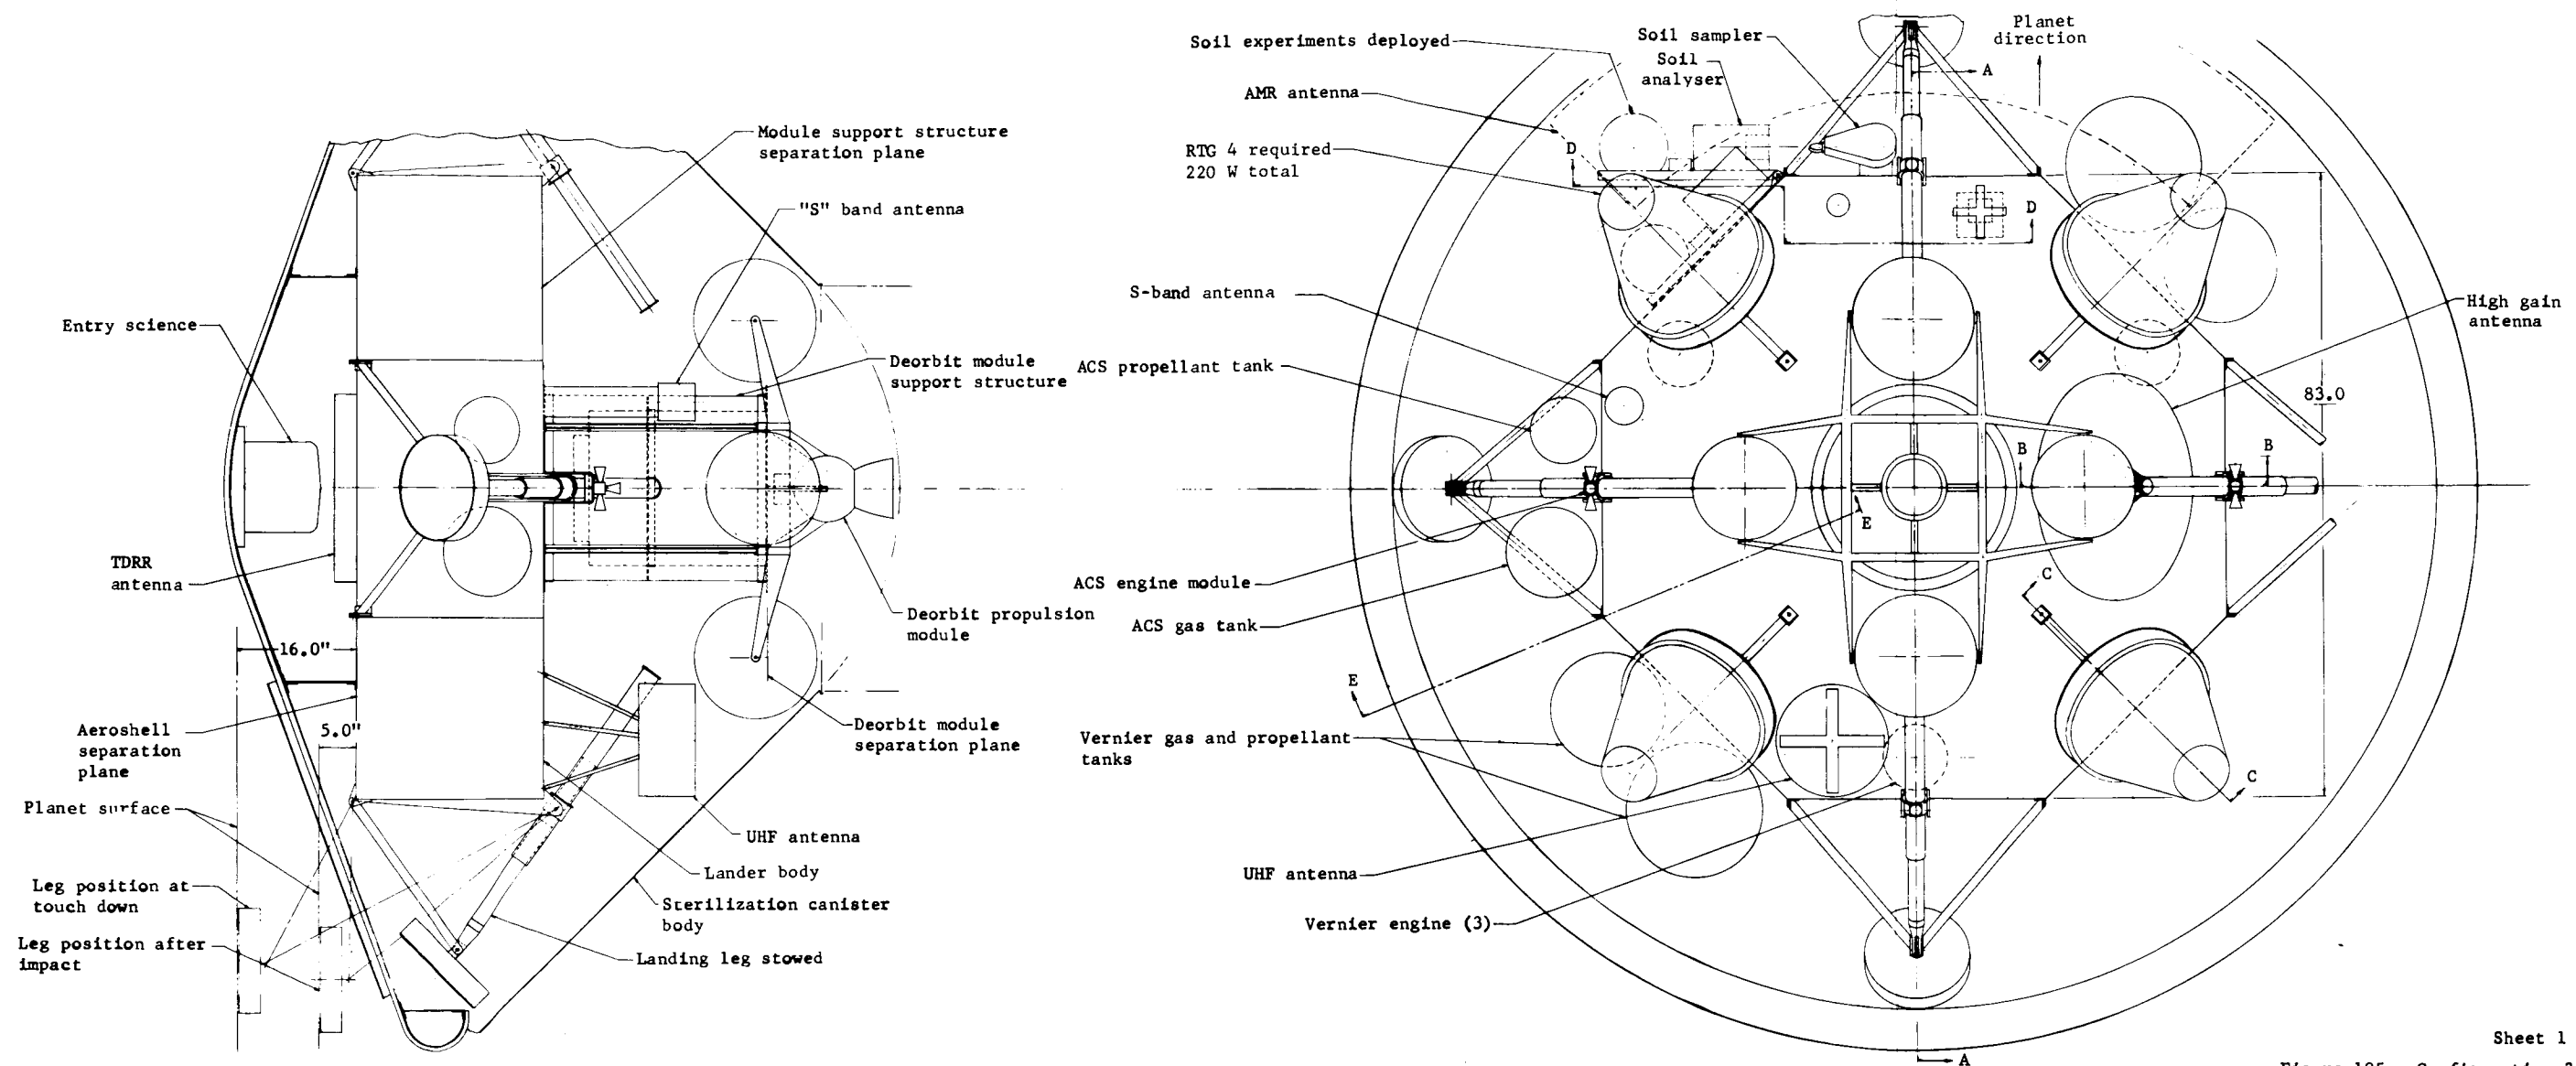 Module support structure
separation plane
"S" band antenna
Entry science
Deorbit module
support structure
TDRR
antenna
Deorbit propulsion
module
16.0"
Aeroshell
separation
plane
5.0"
Deorbit module
separation plane
Planet surface
UHF antenna
Lander body
Leg position at
touch down
Sterilization canister
body
Leg position after
impact
Landing leg stowed
Soil experiments deployed
Soil sampler
Planet
direction
Soil
analyser
A
AMR antenna
RTG 4 required
220 W total
D
D
S-band antenna
High gain
antenna
ACS propellant tank
83.0
B
B
E
ACS engine module
C
ACS gas tank
E
Vernier gas and propellant
tanks
C
UHF antenna
Vernier engine (3)
A
Sheet 1